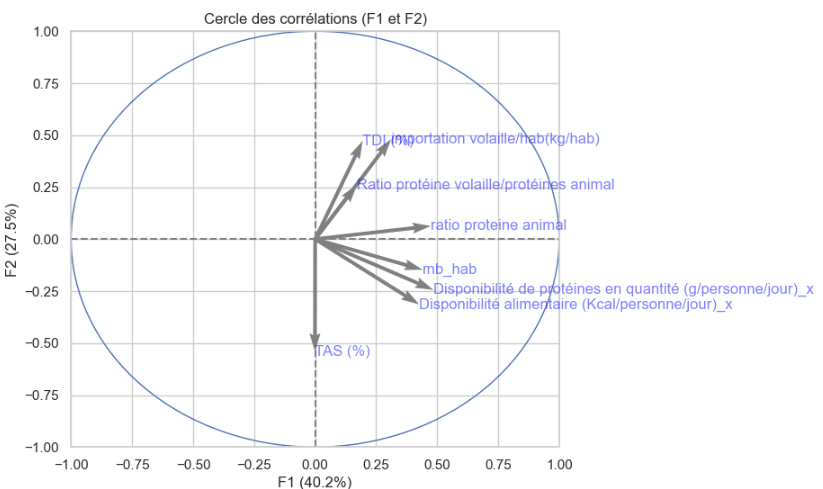 Cercle des corrélations (F1 et F2)
1.00
0.75
0.50
0.25
0.00
−0.25
−0.50
−0.75
−1.00
F2 (27.5%)
TDI (%)
importation volaille/hab(kg/hab)
Ratio protéine volaille/protéines animal
ratio proteine animal
nb_hab
Disponibilité de protéines en quantité (g/personne/jour)_x
Disponibilité alimentaire (Kcal/personne/jour)_x
TAS (%)
−1.00 −0.75 −0.50 −0.25 0.00 0.25 0.50 0.75 1.00
F1 (40.2%)